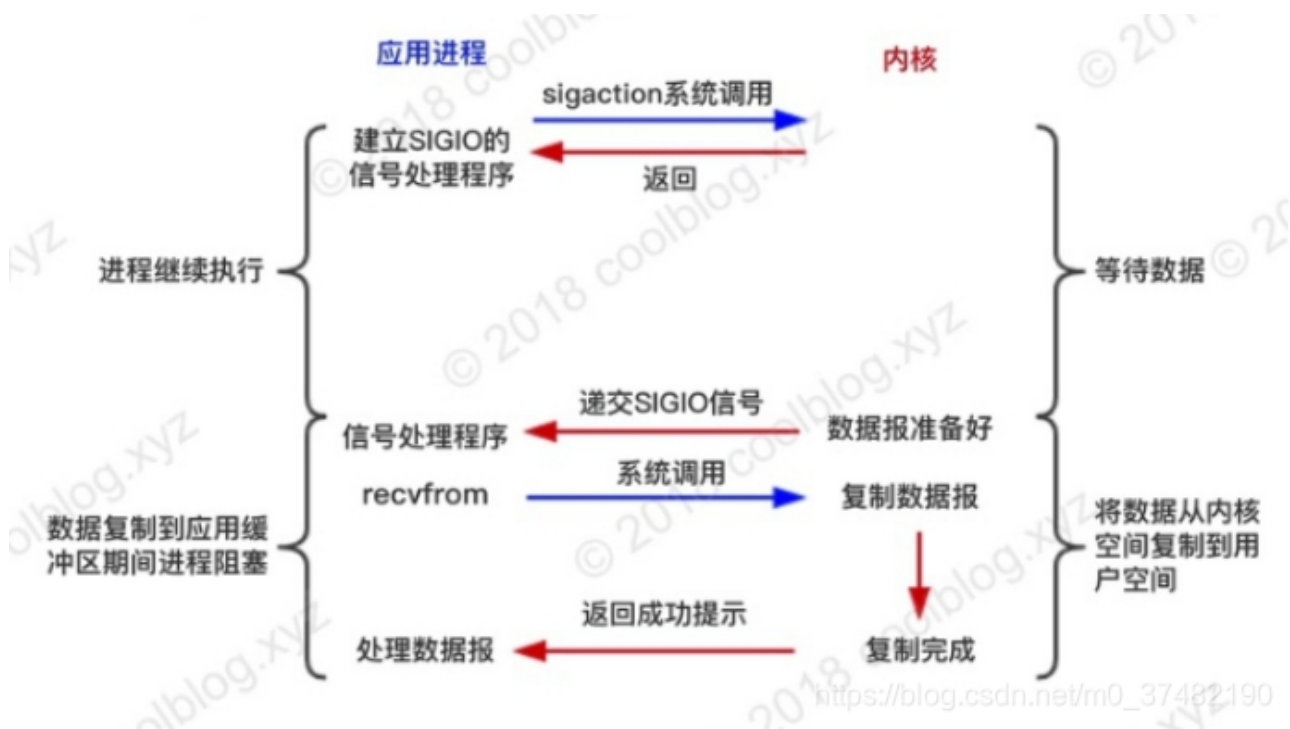 应用进程
内核
sigaction系统调用
建立SIGIO的
信号处理程序
返回
进程继续执行
等待数据
递交SIGIO信号
信号处理程序
数据报准备好
系统调用
recvfrom
复制数据报
数据复制到应用缓
冲区期间进程阻塞
将数据从内核
空间复制到用
户空间
返回成功提示
处理数据报
复制完成
© 2018 coolblog.xyz
https://blog.csdn.net/m0_37482190